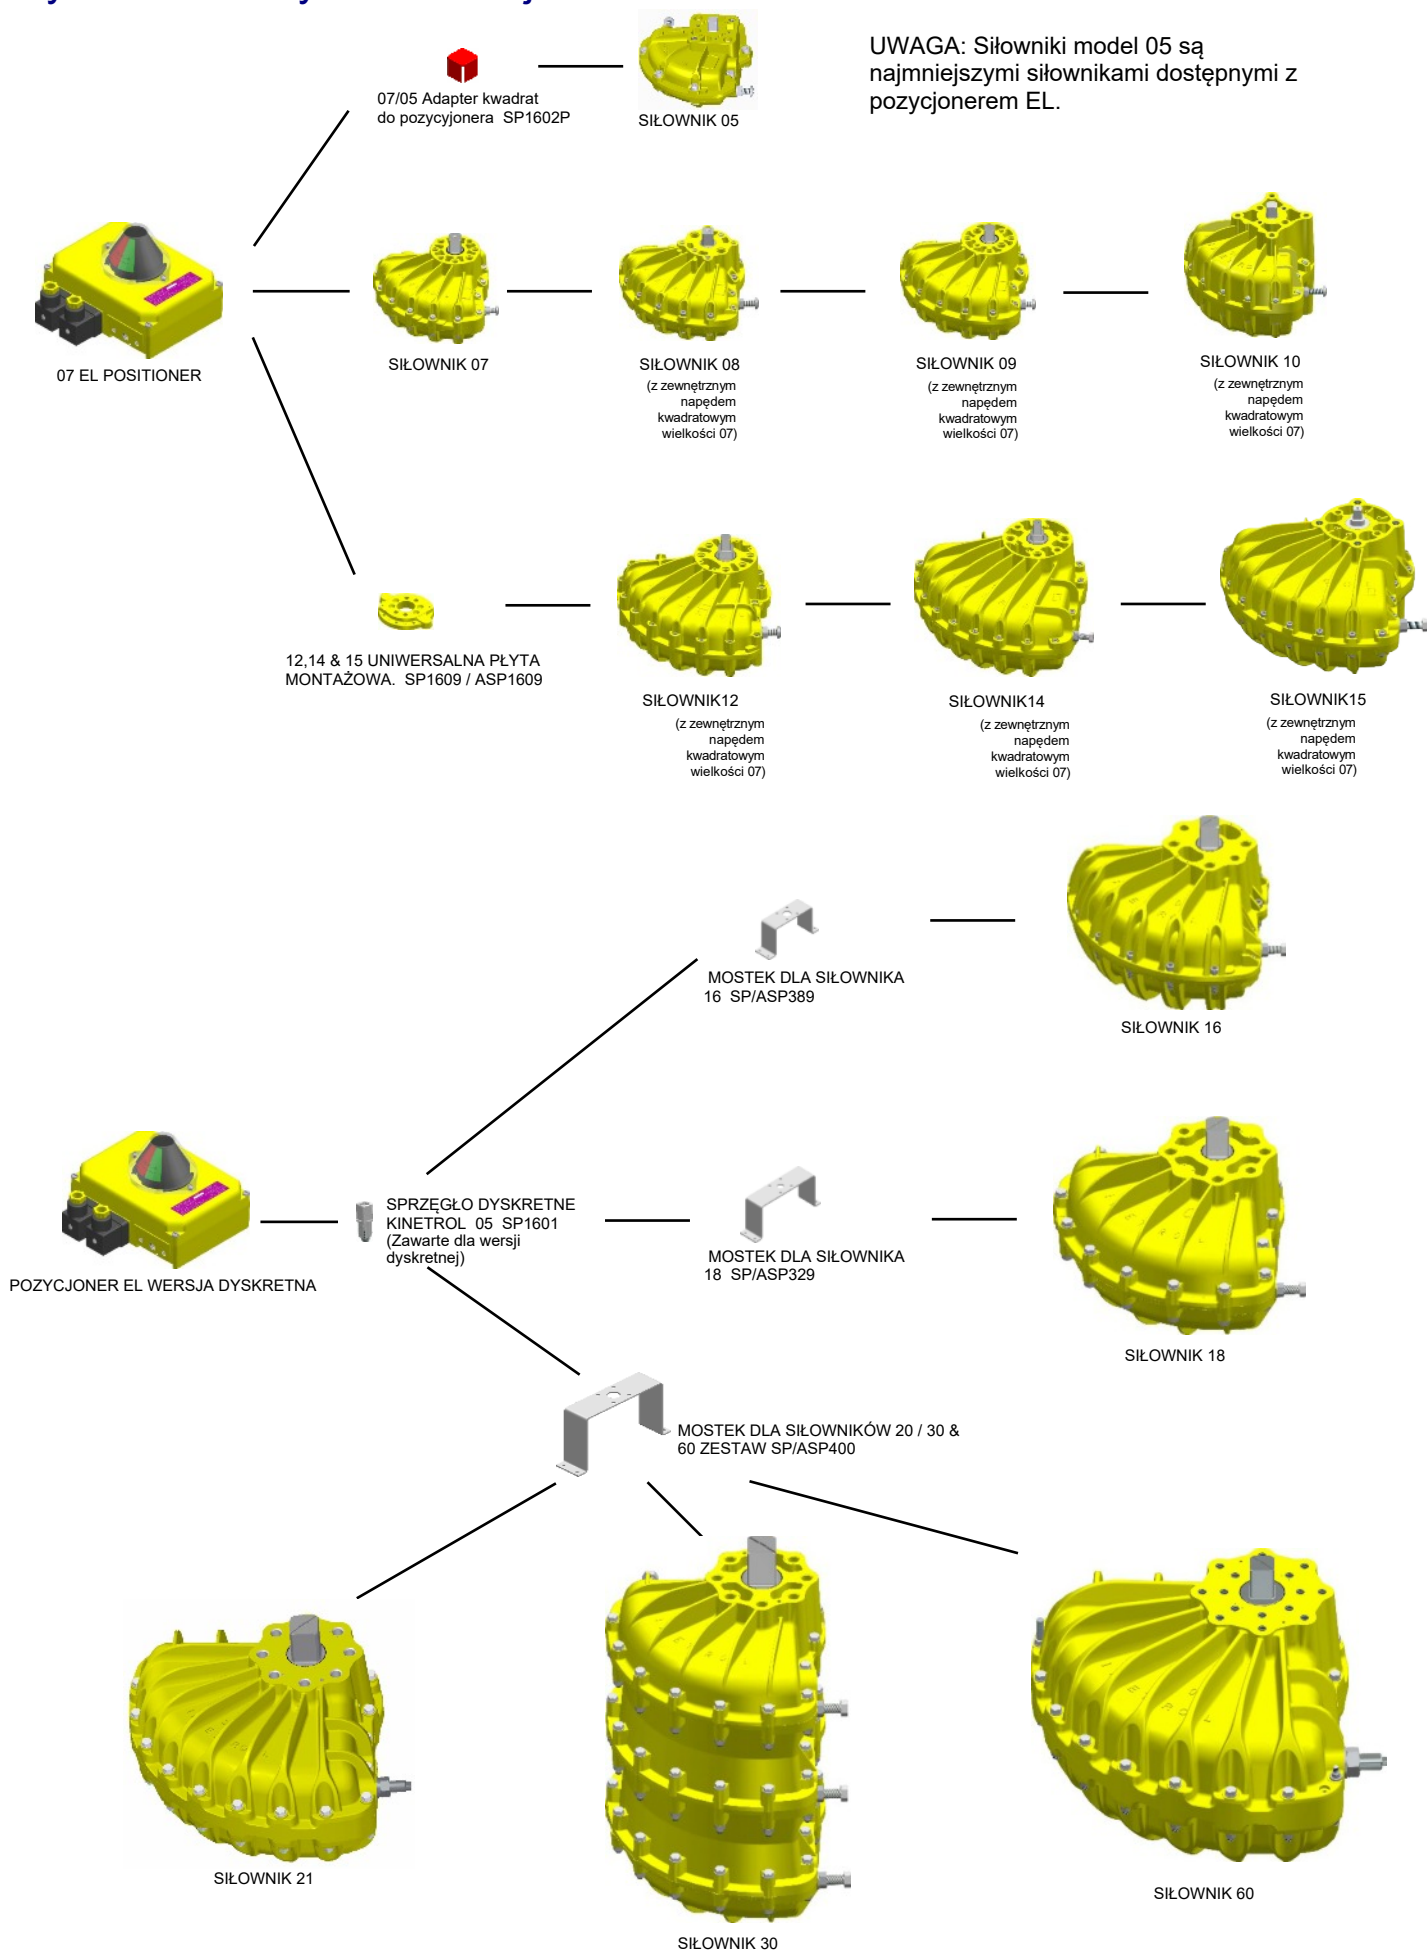 UWAGA: Siłowniki model 05 są
najmniejszymi siłownikami dostępnymi z
pozycjonerem EL.
07/05 Adapter kwadrat
do pozycyjonera SP1602P
SIŁOWNIK 05
07 EL POSITIONER
SIŁOWNIK 07
SIŁOWNIK 08
(z zewnętrznym
napędem
kwadratowym
wielkości 07)
SIŁOWNIK 09
(z zewnętrznym
napędem
kwadratowym
wielkości 07)
SIŁOWNIK 10
(z zewnętrznym
napędem
kwadratowym
wielkości 07)
12,14 & 15 UNIWERSALNA PŁYTA
MONTAŻOWA. SP1609 / ASP1609
SIŁOWNIK12
(z zewnętrznym
napędem
kwadratowym
wielkości 07)
SIŁOWNIK14
(z zewnętrznym
napędem
kwadratowym
wielkości 07)
SIŁOWNIK15
(z zewnętrznym
napędem
kwadratowym
wielkości 07)
MOSTEK DLA SIŁOWNIKA
16 SP/ASP389
SIŁOWNIK 16
POZYCJONER EL WERSJA DYSKRETNA
SPRZĘGŁO DYSKRETNE
KINETROL 05 SP1601
(Zawarte dla wersji
dyskretnej)
MOSTEK DLA SIŁOWNIKA
18 SP/ASP329
SIŁOWNIK 18
MOSTEK DLA SIŁOWNIKÓW 20 / 30 &
60 ZESTAW SP/ASP400
SIŁOWNIK 21
SIŁOWNIK 30
SIŁOWNIK 60